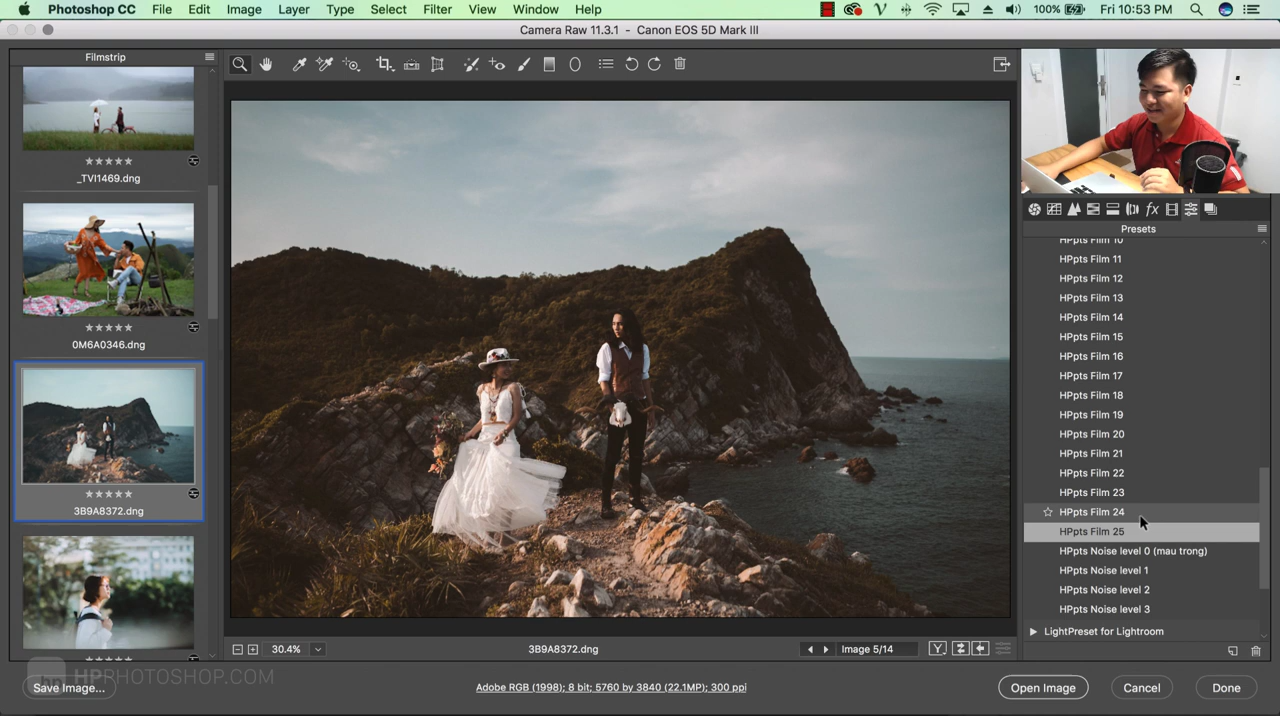 Photoshop CC File Edit Image Layer Type Select Filter View Window Help 100% Fri 10:53 PM
Camera Raw 11.3.1 - Canon EOS 5D Mark III
Filmstrip
_TVI1469.dng
0M6A0346.dng
3B9A8372.dng
fx
Presets
HPpts Film 10
HPpts Film 11
HPpts Film 12
HPpts Film 13
HPpts Film 14
HPpts Film 15
HPpts Film 16
HPpts Film 17
HPpts Film 18
HPpts Film 19
HPpts Film 20
HPpts Film 21
HPpts Film 22
HPpts Film 23
HPpts Film 24
HPpts Film 25
HPpts Noise level 0 (mau trong)
HPpts Noise level 1
HPpts Noise level 2
HPpts Noise level 3
LightPreset for Lightroom
30.4% 3B9A8372.dng Image 5/14 Y
HPPHOTOSHOP.COM
Save Image... Adobe RGB (1998); 8 bit; 5760 by 3840 (22.1MP); 300 ppi Open Image Cancel Done